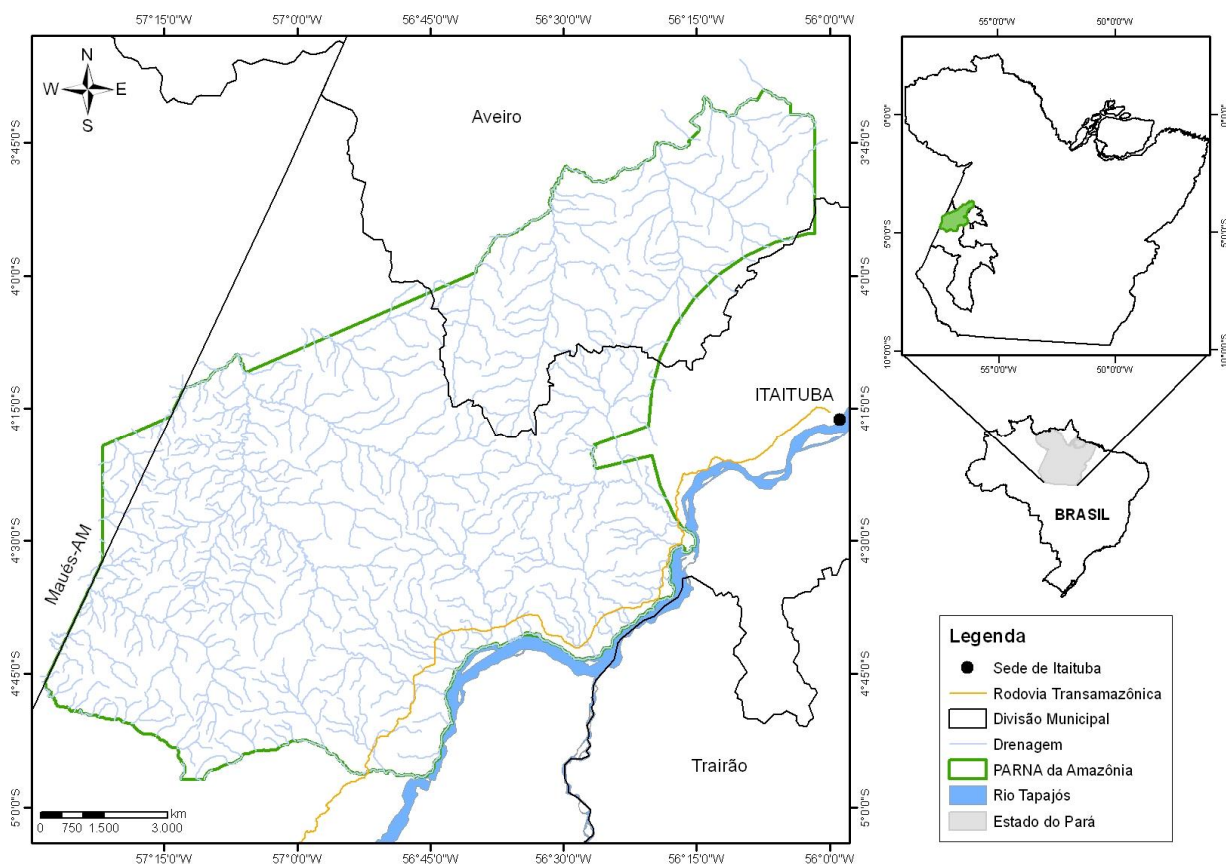 57°15'0"W 57°0'0"W 56°45'0"W 56°30'0"W 56°15'0"W 56°0'0"W
N
W E
S
Aveiro
3°45'0"S 3°45'0"S
4°0'0"S 4°0'0"S
4°15'0"S 4°15'0"S
4°30'0"S 4°30'0"S
4°45'0"S 4°45'0"S
5°0'0"S 5°0'0"S
ITAITUBA
Maués-AM
Trairão
km
0 750 1.500 3.000
57°15'0"W 57°0'0"W 56°45'0"W 56°30'0"W 56°15'0"W 56°0'0"W
55°0'0"W 50°0'0"W
0°0'0" 0°0'0"
5°0'0"S 5°0'0"S
10°0'0"S 10°0'0"S
55°0'0"W 50°0'0"W
BRASIL
Legenda
Sede de Itaituba
Rodovia Transamazônica
Divisão Municipal
Drenagem
PARNA da Amazônia
Rio Tapajós
Estado do Pará